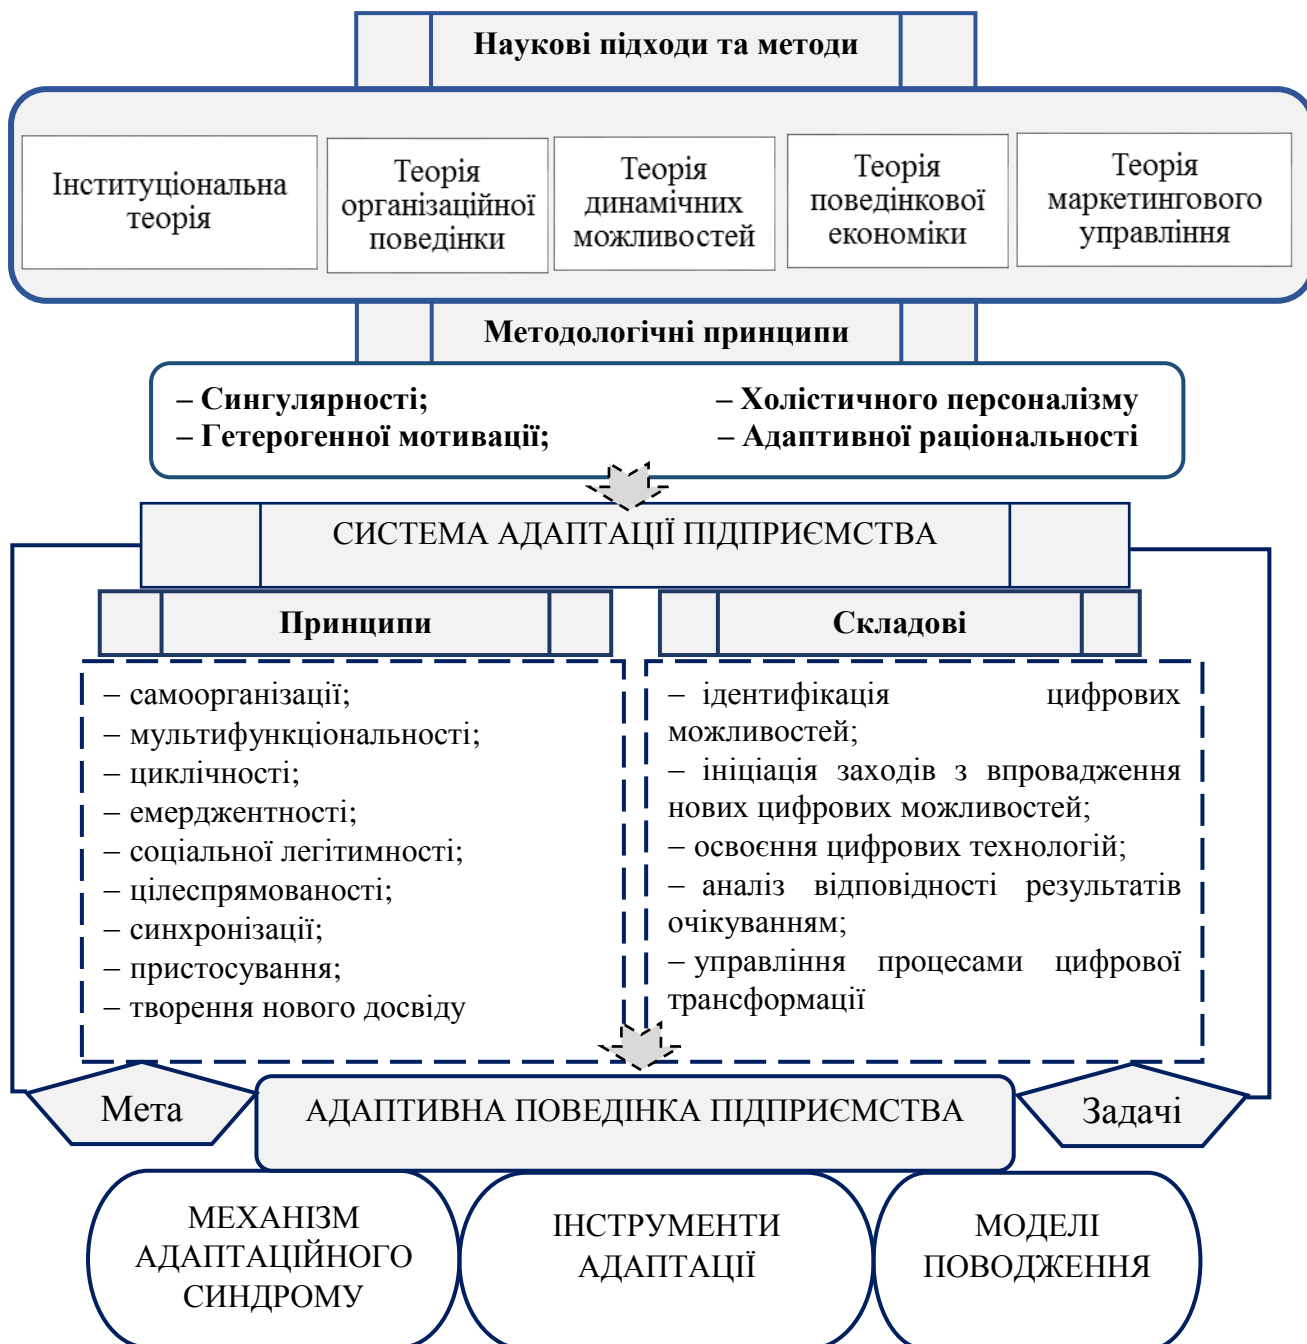 Наукові підходи та методи
Інституціональна
теорія
Теорія
організаційної
поведінки
Теорія
динамічних
можливостей
Теорія
поведінкової
економіки
Теорія
маркетингового
управління
Методологічні принципи
– Сингулярності;
– Гетерогенної мотивації;
– Холістичного персоналізму
– Адаптивної раціональності
СИСТЕМА АДАПТАЦІЇ ПІДПРИЄМСТВА
Принципи
– самоорганізації;
– мультифункціональності;
– циклічності;
– емерджентності;
– соціальної легітимності;
– цілеспрямованості;
– синхронізації;
– пристосування;
– творення нового досвіду
Складові
– ідентифікація цифрових
можливостей;
– ініціація заходів з впровадження
нових цифрових можливостей;
– освоєння цифрових технологій;
– аналіз відповідності результатів
очікуванням;
– управління процесами цифрової
трансформації
Мета
АДАПТИВНА ПОВЕДІНКА ПІДПРИЄМСТВА
Задачі
МЕХАНІЗМ
АДАПТАЦІЙНОГО
СИНДРОМУ
ІНСТРУМЕНТИ
АДАПТАЦІЇ
МОДЕЛІ
ПОВОДЖЕННЯ